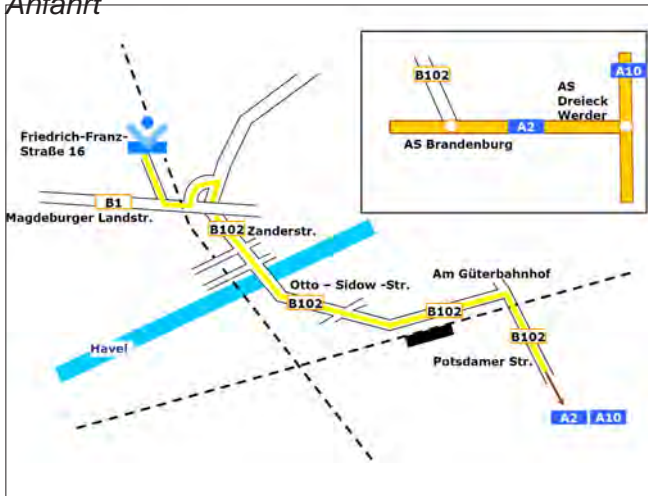 Anfahrt
B102
A10
AS
Dreieck
Werder
A2
AS Brandenburg
Friedrich-Franz-
Straße 16
B1
Magdeburger Landstr.
B102 Zanderstr.
Otto – Sidow -Str.
B102
Am Güterbahnhof
B102
B102
Havel
Potsdamer Str.
A2 A10